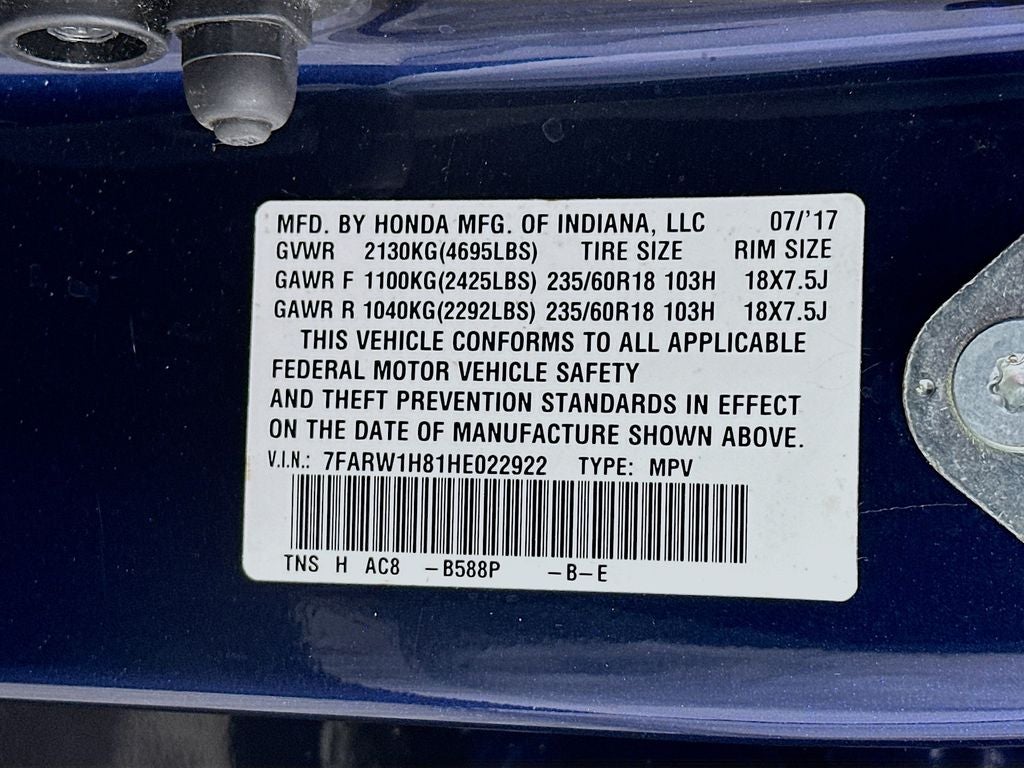 MFD. BY HONDA MFG. OF INDIANA, LLC 07/'17
GVWR 2130KG(4695LBS) TIRE SIZE RIM SIZE
GAWR F 1100KG(2425LBS) 235/60R18 103H 18X7.5J
GAWR R 1040KG(2292LBS) 235/60R18 103H 18X7.5J
THIS VEHICLE CONFORMS TO ALL APPLICABLE
FEDERAL MOTOR VEHICLE SAFETY
AND THEFT PREVENTION STANDARDS IN EFFECT
ON THE DATE OF MANUFACTURE SHOWN ABOVE.
V.I.N.: 7FARW1H81HE022922 TYPE: MPV
TNS H AC8 -B588P -B-E